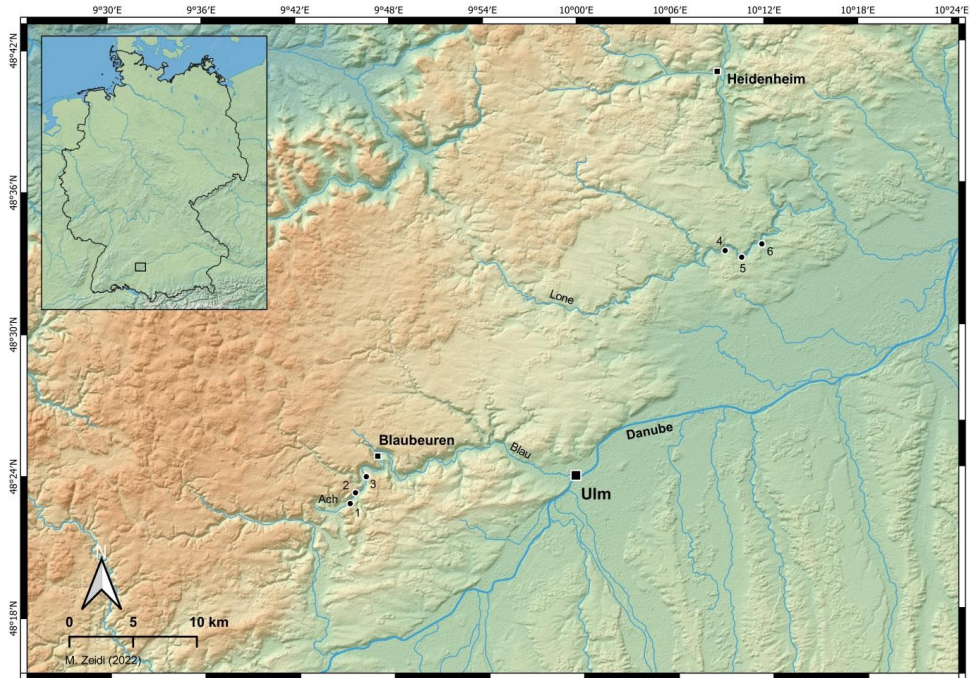 9°30'E 9°36'E 9°42'E 9°48'E 9°54'E 10°00'E 10°06'E 10°12'E 10°18'E 10°24'E
48°42'N
Heidenheim
48°36'N
4
5
6
Lone
48°30'N
Danube
Blaubeuren
Blau
48°24'N
Ulm
Ach
2
3
1
N
48°18'N
0 5 10 km
M. Zeidi (2022)